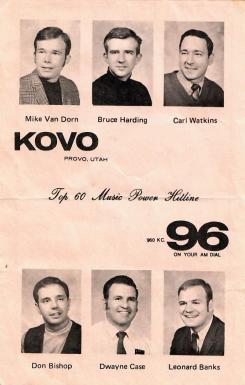 Mike Van Dorn
Bruce Harding
Carl Watkins
KOVO
PROVO, UTAH
Top 60 Music Power Hitline
960 KC. 96
ON YOUR AM DIAL
Don Bishop
Dwayne Case
Leonard Banks